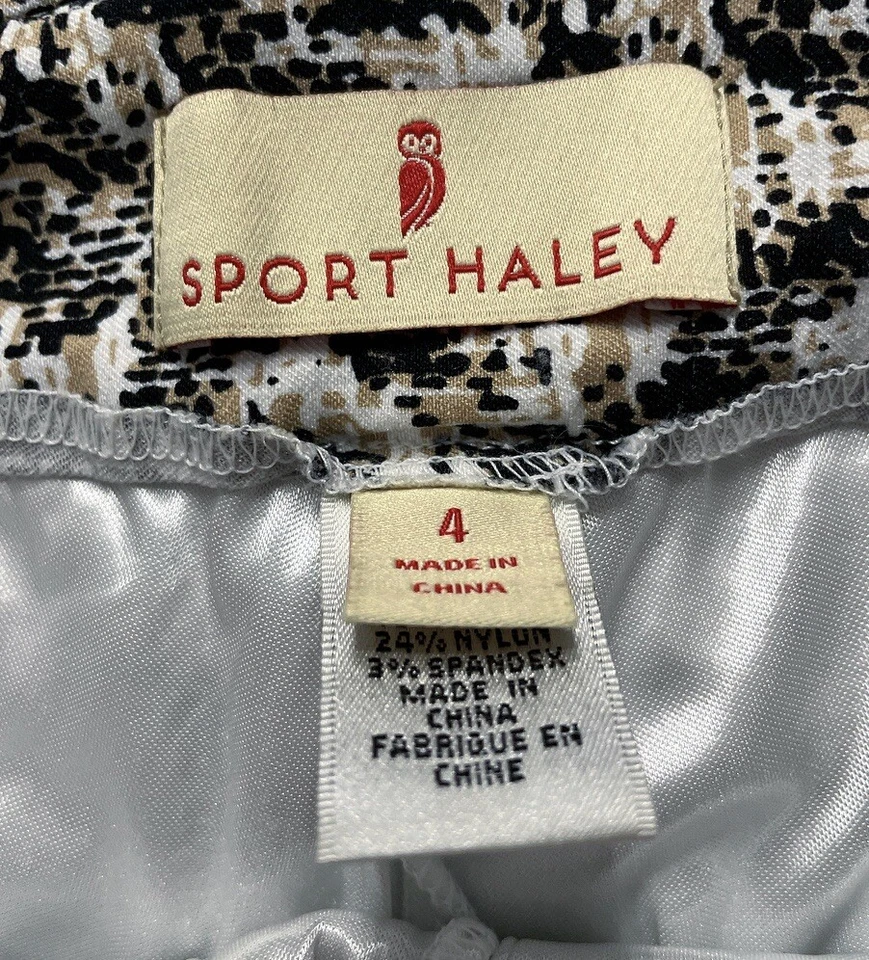 SPORT HALEY
4
MADE IN
CHINA
24% NYLON
3% SPANDEX
MADE IN
CHINA
FABRIQUE EN
CHINE